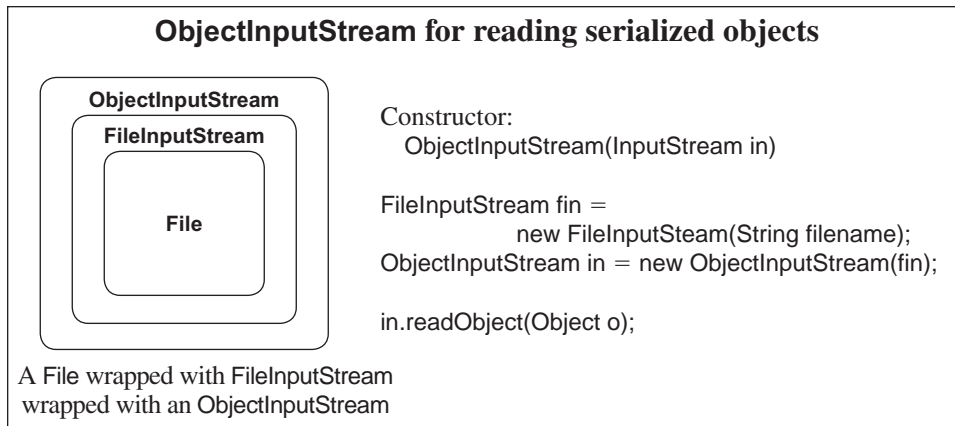 ObjectInputStream for reading serialized objects
ObjectInputStream
FileInputStream
File
Constructor:
ObjectInputStream(InputStream in)
FileInputStream fin =
new FileInputSteam(String filename);
ObjectInputStream in = new ObjectInputStream(fin);
in.readObject(Object o);
A File wrapped with FileInputStream
wrapped with an ObjectInputStream